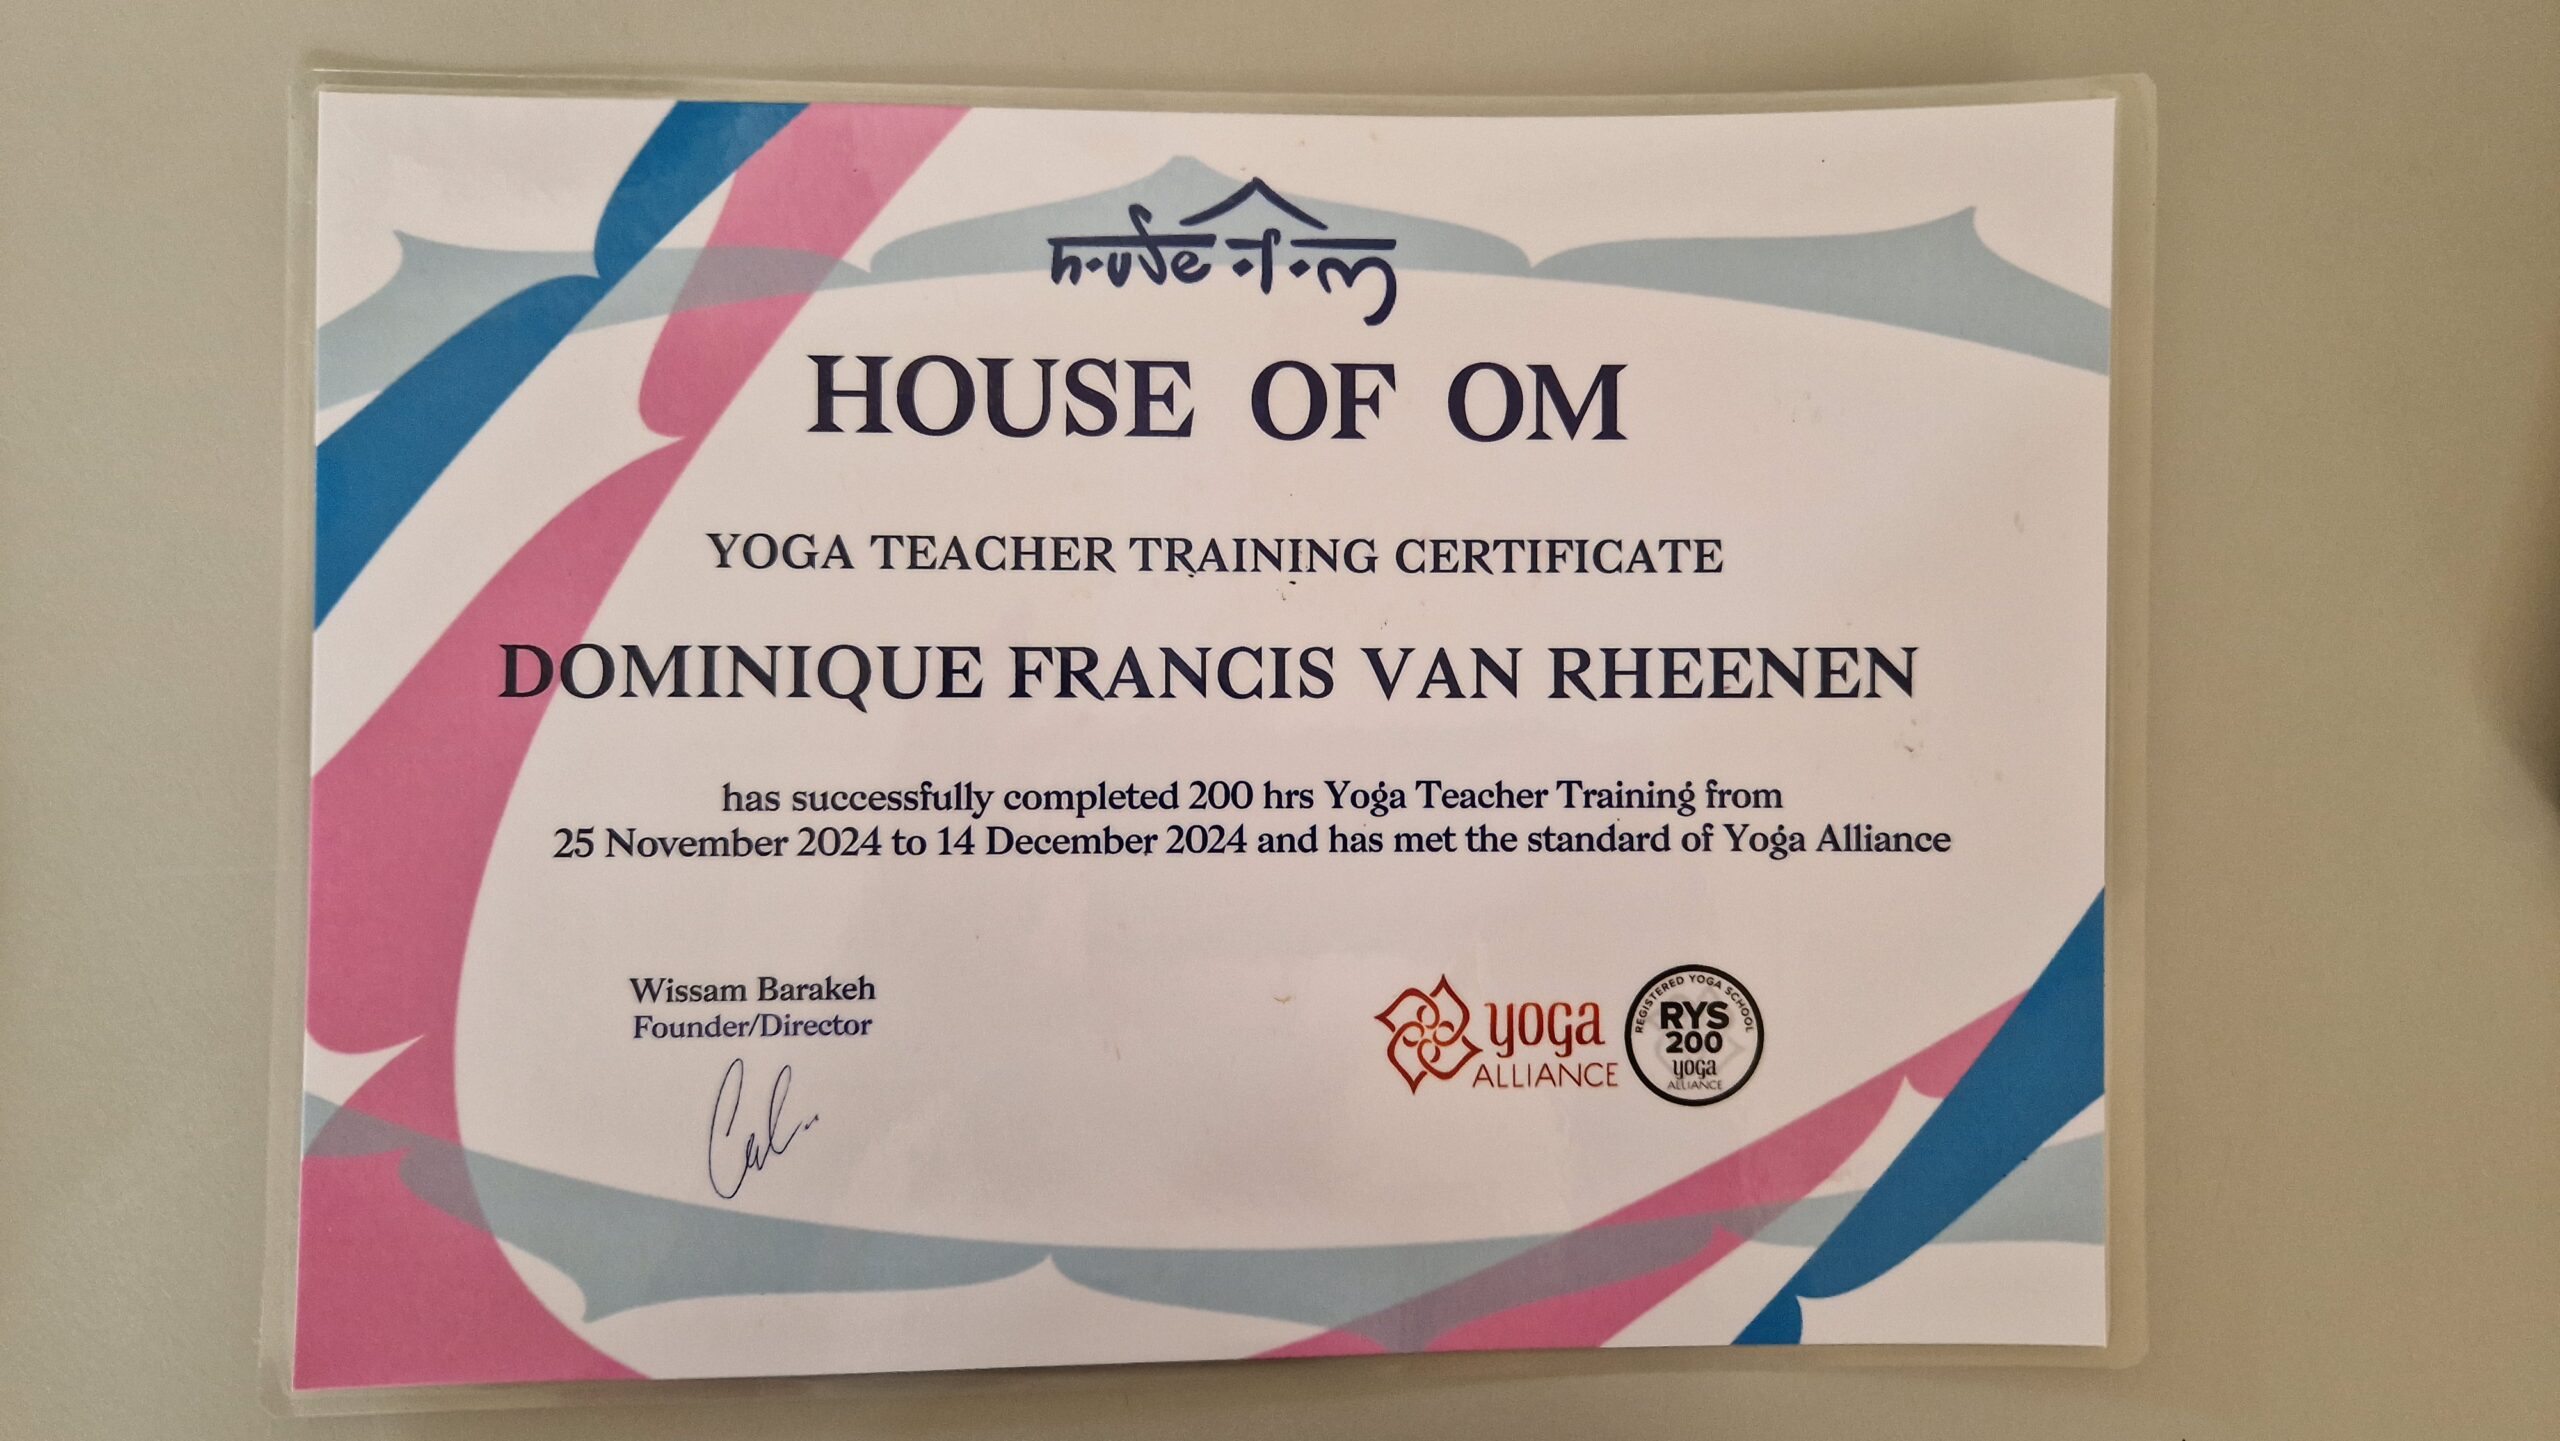 house of om
HOUSE OF OM
YOGA TEACHER TRAINING CERTIFICATE
DOMINIQUE FRANCIS VAN RHEENEN
has successfully completed 200 hrs Yoga Teacher Training from
25 November 2024 to 14 December 2024 and has met the standard of Yoga Alliance
Wissam Barakeh
Founder/Director
yoga
ALLIANCE
REGISTERED YOGA SCHOOL
RYS
200
yoga
ALLIANCE